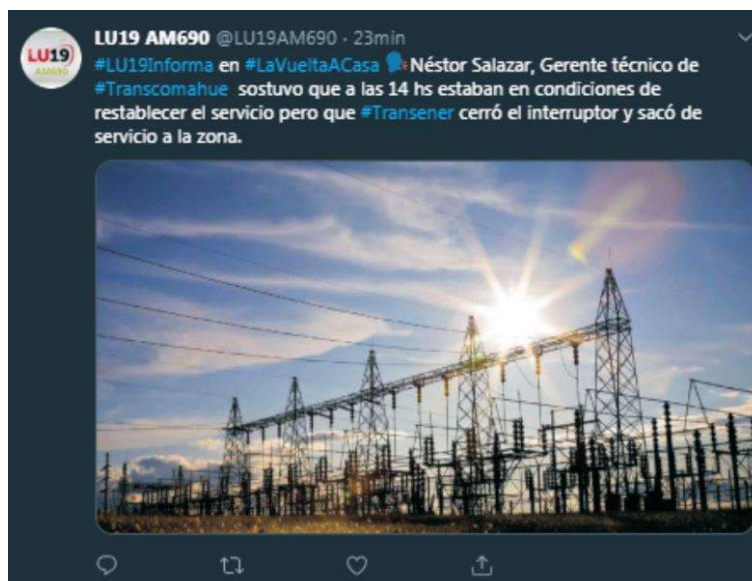 LU19 AM690 @LU19AM690 · 23min
LU19
AM690
#LU19Informa en #LaVueltaACasa 🗣Néstor Salazar, Gerente técnico de
#Transcomahue sostuvo que a las 14 hs estaban en condiciones de
restablecer el servicio pero que #Transener cerró el interruptor y sacó de
servicio a la zona.